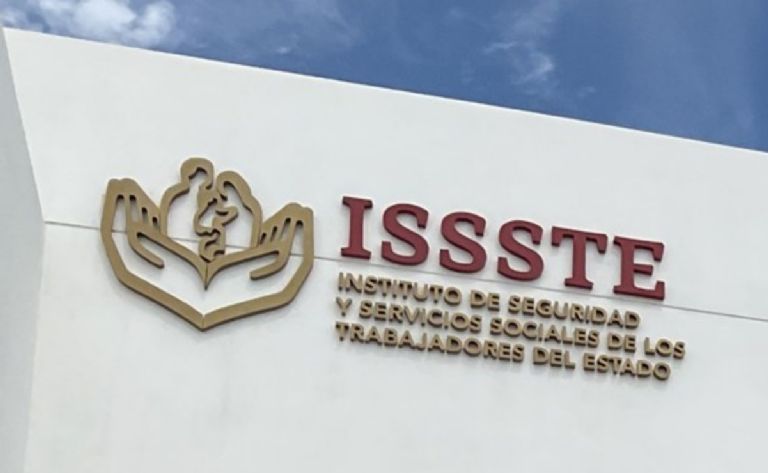 ISSSTE
INSTITUTO DE SEGURIDAD
Y SERVICIOS SOCIALES DE LOS
TRABAJADORES DEL ESTADO